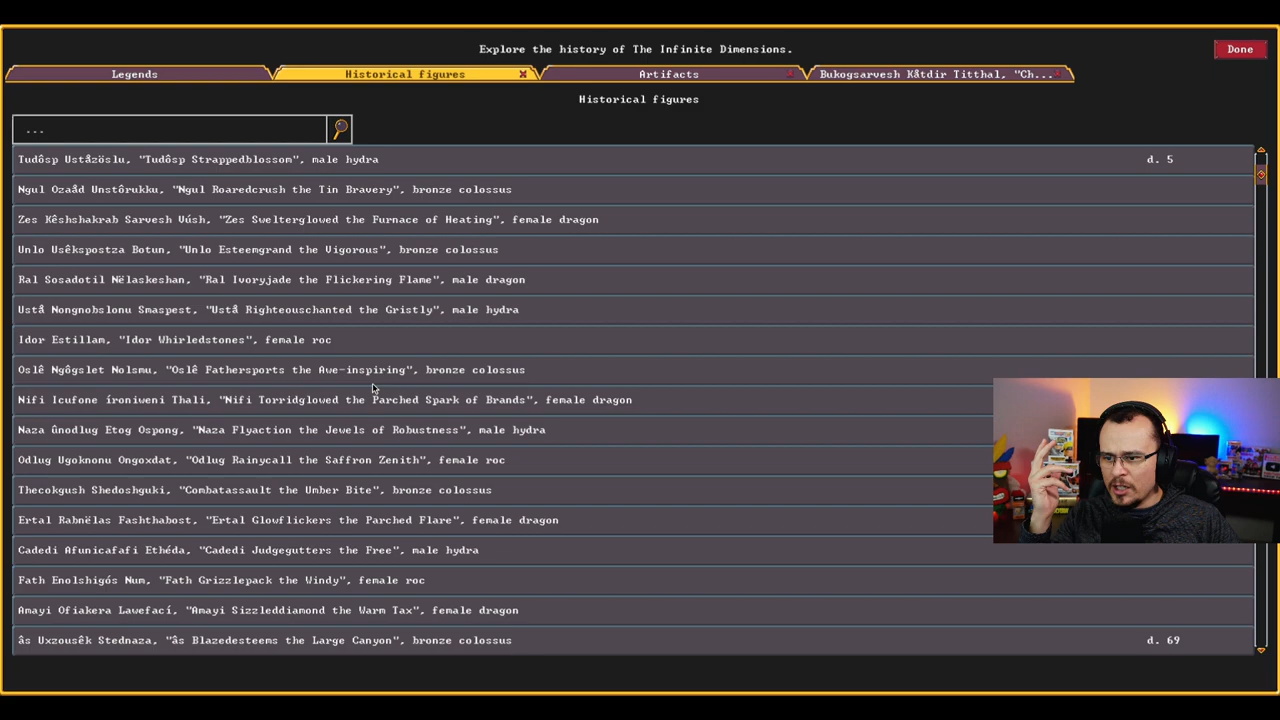 Explore the history of The Infinite Dimensions.
Done
Legends
Historical figures
Artifacts
Bukogsarvesh Kåtdir Titthal, "Ch...
Historical figures
...
Tudôsp Uståzöslu, "Tudôsp Strappedblossom", male hydra d. 5
Ngul Ozaåd Unstôrukku, "Ngul Roaredcrush the Tin Bravery", bronze colossus
Zes Kêshshakrab Sarvesh Vúsh, "Zes Swelterglowed the Furnace of Heating", female dragon
Unlo Usêkspostza Botun, "Unlo Esteemgrand the Vigorous", bronze colossus
Ral Sosadotil Nëlaskeshan, "Ral Ivoryjade the Flickering Flame", male dragon
Ustå Nongnobslonu Smaspest, "Ustå Righteouschanted the Gristly", male hydra
Idor Estillam, "Idor Whirledstones", female roc
Oslê Ngôgslet Nolsmu, "Oslê Fathersports the Awe-inspiring", bronze colossus
Nifi Icufone íroniweni Thali, "Nifi Torridglowed the Parched Spark of Brands", female dragon
Naza ûnodlug Etog Ospong, "Naza Flyaction the Jewels of Robustness", male hydra
Odlug Ugoknonu Ongoxdat, "Odlug Rainycall the Saffron Zenith", female roc
Thecokgush Shedoshguki, "Combatassault the Umber Bite", bronze colossus
Ertal Rabnëlas Fashthabost, "Ertal Glowflickers the Parched Flare", female dragon
Cadedi Afunicafafi Ethéda, "Cadedi Judgegutters the Free", male hydra
Fath Enolshigós Num, "Fath Grizzlepack the Windy", female roc
Amayi Ofiakera Lawefací, "Amayi Sizzleddiamond the Warm Tax", female dragon
âs Uxzousêk Stednaza, "âs Blazedesteems the Large Canyon", bronze colossus d. 69